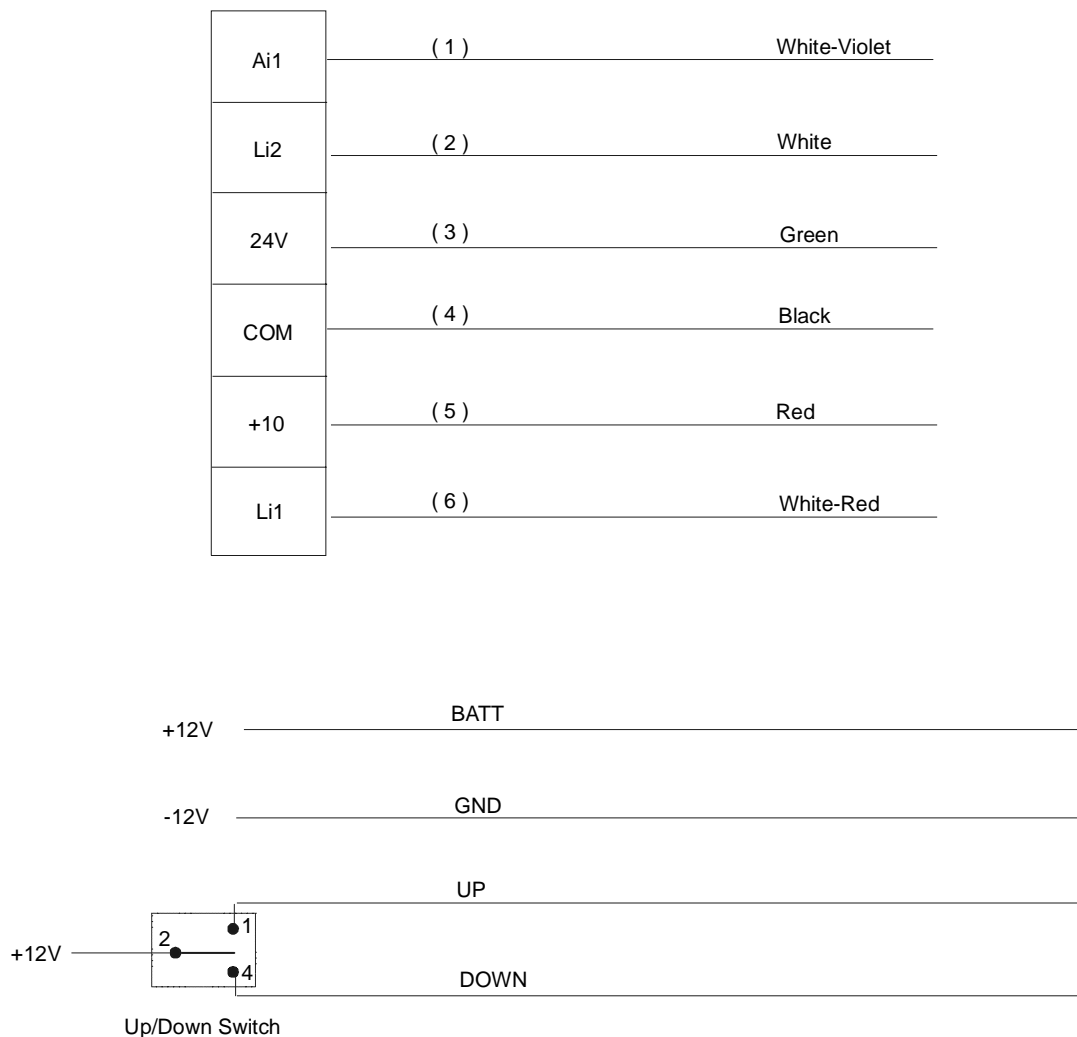 Ai1 ( 1 ) White-Violet
Li2 ( 2 ) White
24V ( 3 ) Green
COM ( 4 ) Black
+10 ( 5 ) Red
Li1 ( 6 ) White-Red
+12V BATT
-12V GND
UP
1
+12V 2
4
DOWN
Up/Down Switch